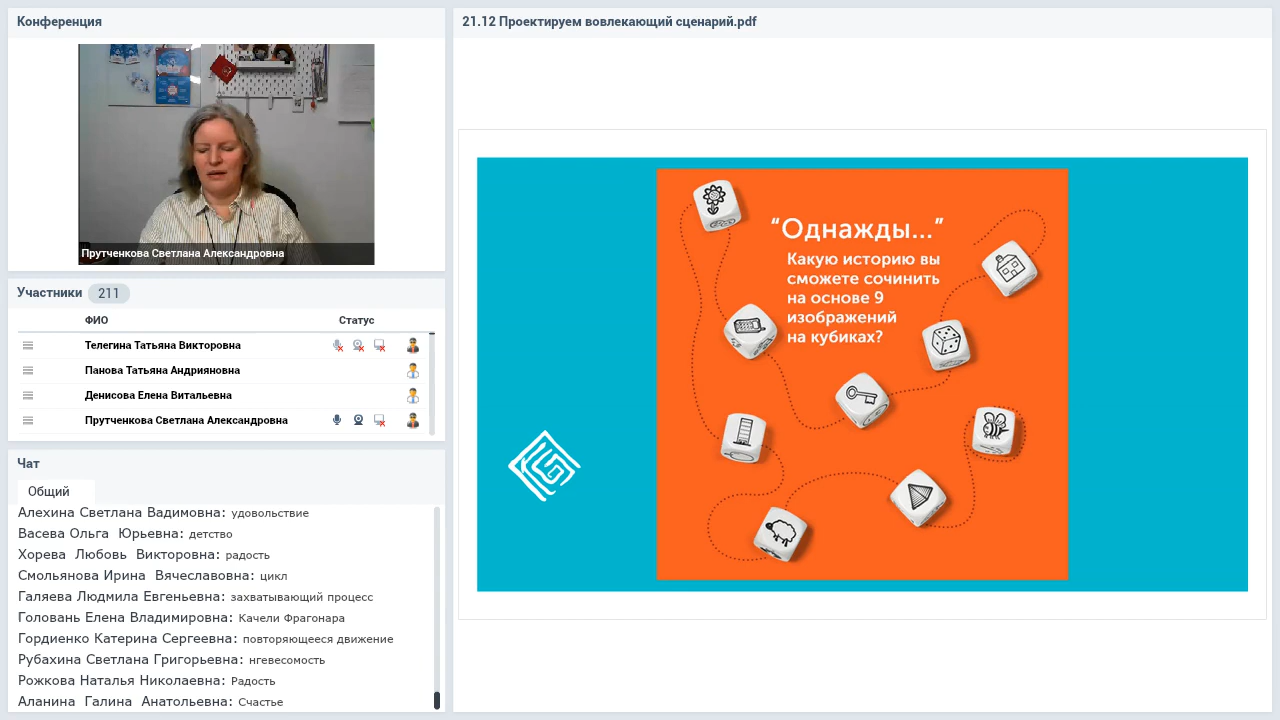 Конференция
Прутченкова Светлана Александровна
Участники 211
ФИО Статус
Телегина Татьяна Викторовна
Панова Татьяна Андрияновна
Денисова Елена Витальевна
Прутченкова Светлана Александровна
Чат
Общий
Алехина Светлана Вадимовна: удовольствие
Васева Ольга Юрьевна: детство
Хорева Любовь Викторовна: радость
Смольянова Ирина Вячеславовна: цикл
Галяева Людмила Евгеньевна: захватывающий процесс
Головань Елена Владимировна: Качели Фрагонара
Гордиенко Катерина Сергеевна: повторяющееся движение
Рубахина Светлана Григорьевна: нгевесомость
Рожкова Наталья Николаевна: Радость
Аланина Галина Анатольевна: Счастье
21.12 Проектируем вовлекающий сценарий.pdf
“Однажды...”
Какую историю вы
сможете сочинить
на основе 9
изображений
на кубиках?